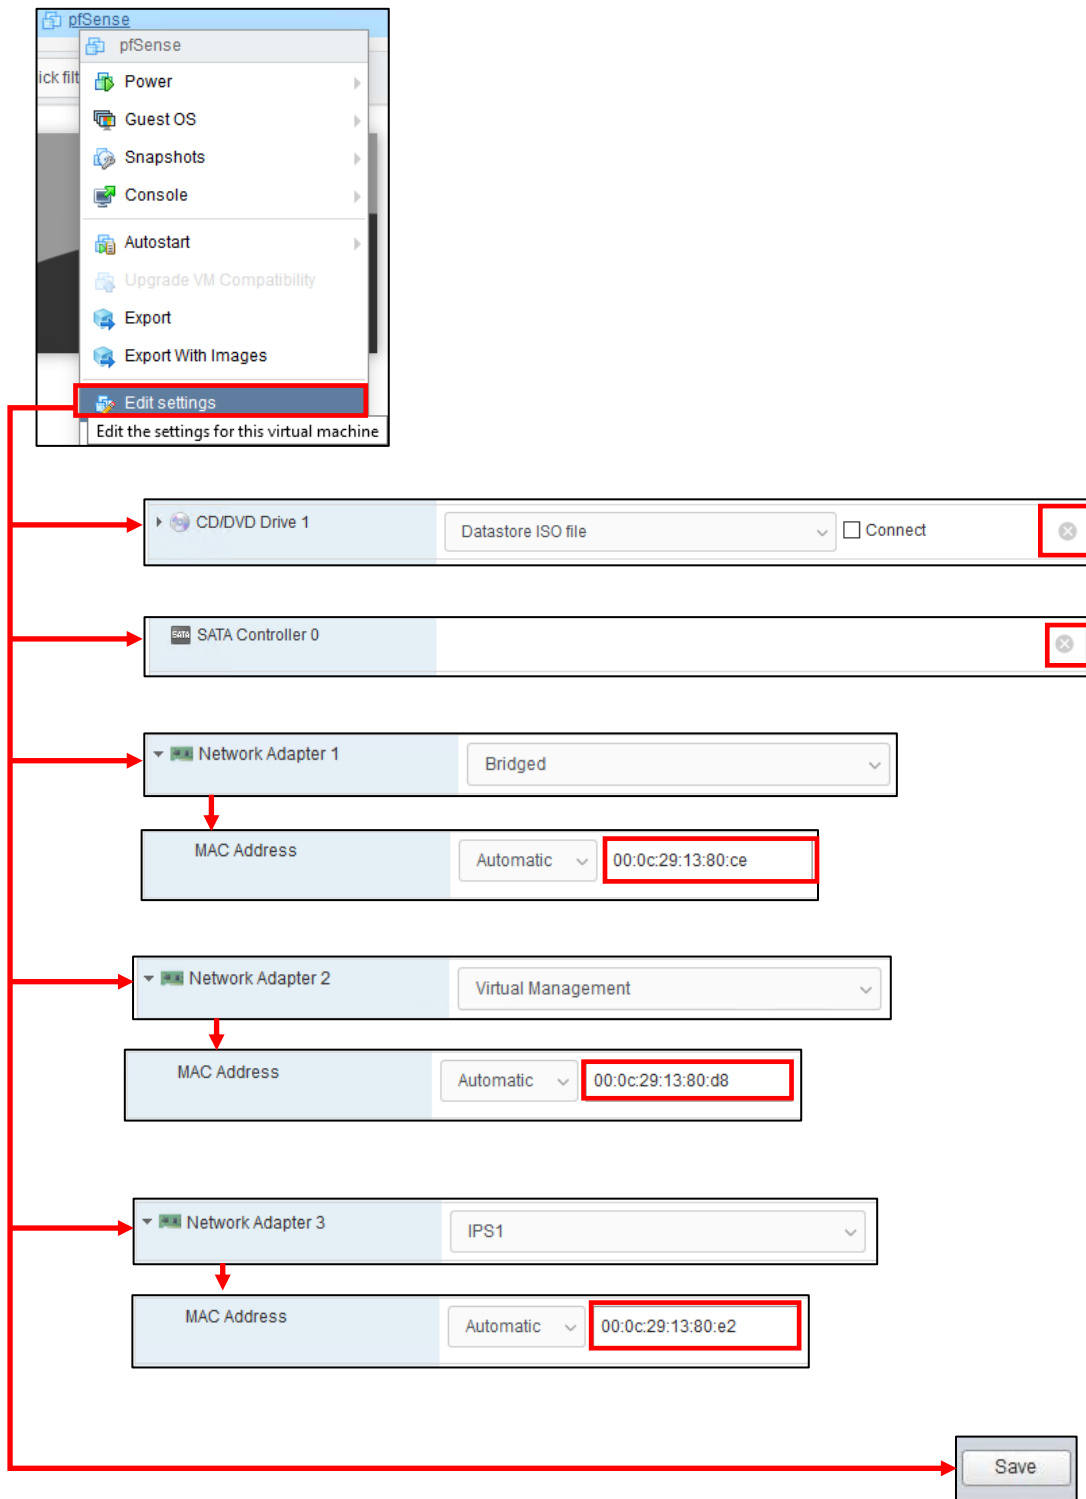 pfSense
pfSense
ick filt
Power
Guest OS
Snapshots
Console
Autostart
Upgrade VM Compatibility
Export
Export With Images
Edit settings
Edit the settings for this virtual machine
CD/DVD Drive 1 Datastore ISO file Connect
SATA SATA Controller 0
Network Adapter 1 Bridged
MAC Address Automatic 00:0c:29:13:80:ce
Network Adapter 2 Virtual Management
MAC Address Automatic 00:0c:29:13:80:d8
Network Adapter 3 IPS1
MAC Address Automatic 00:0c:29:13:80:e2
Save